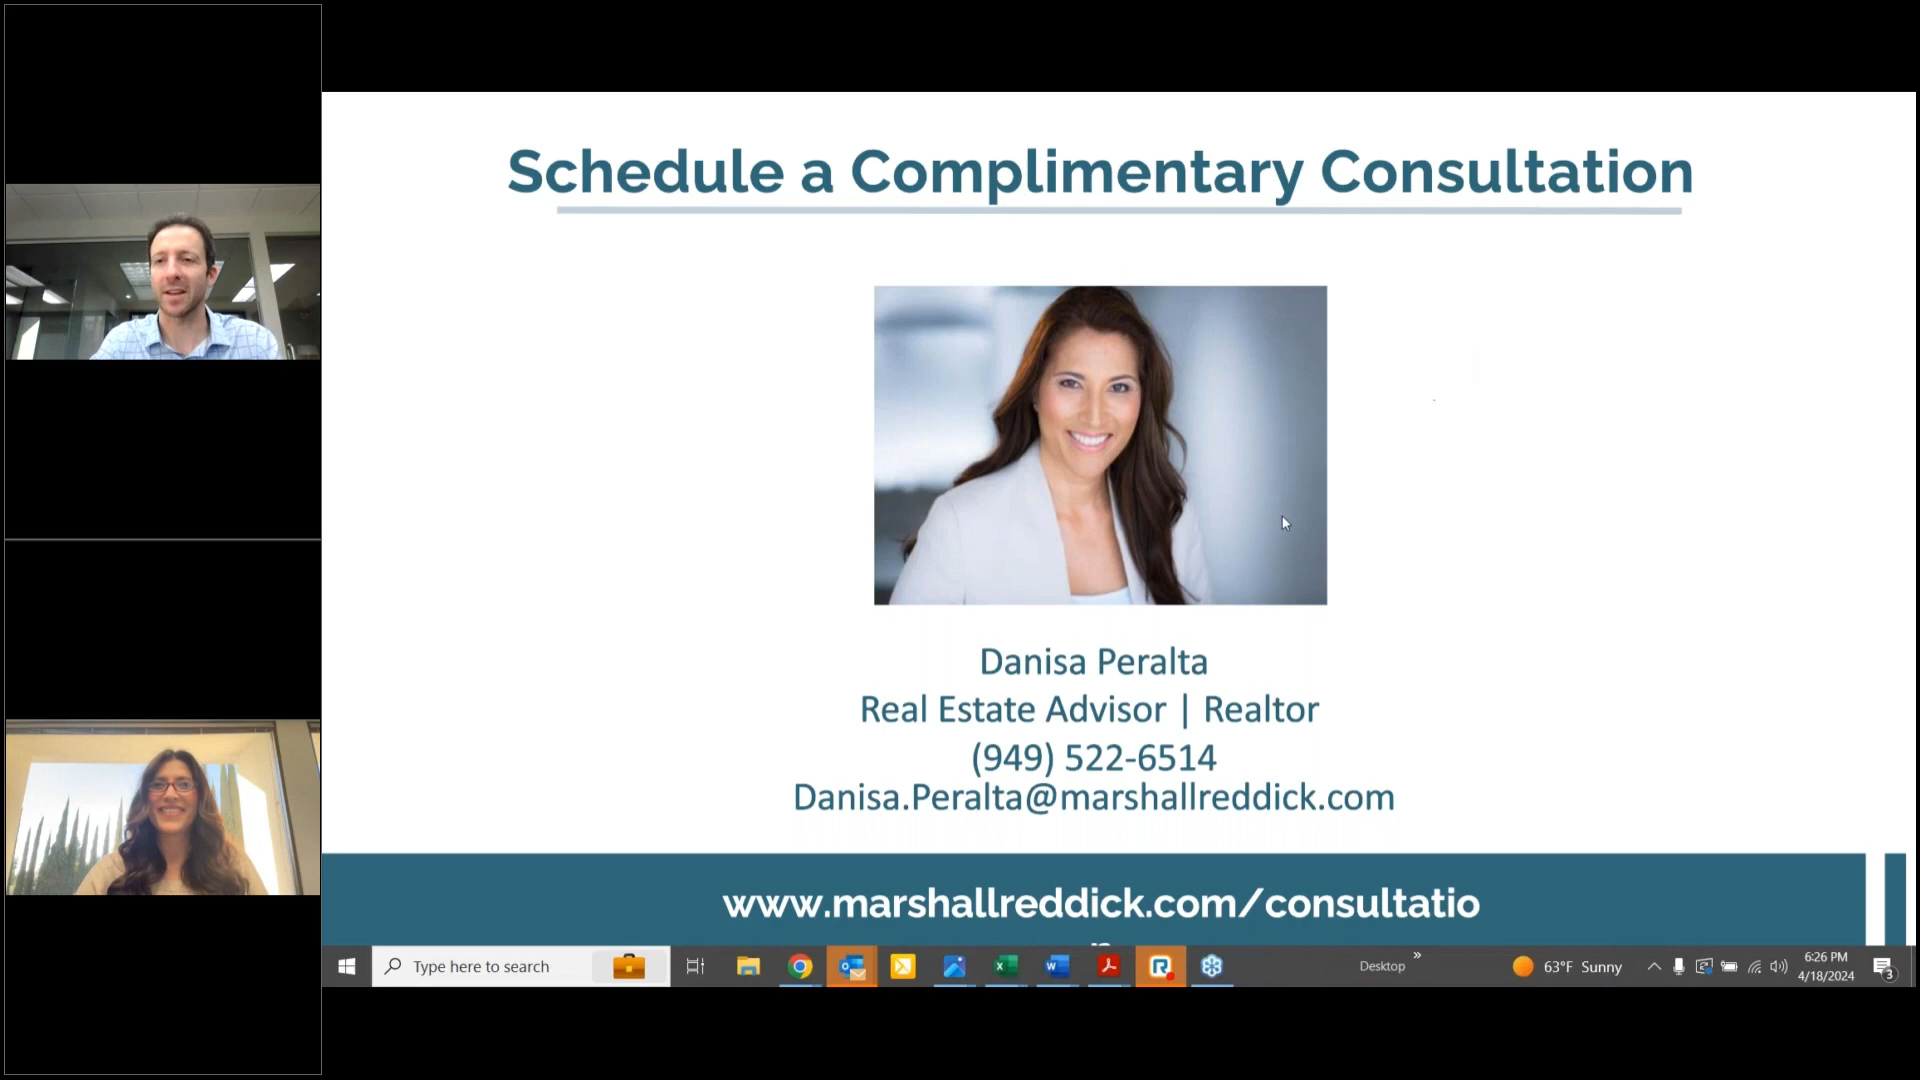 Schedule a Complimentary Consultation
Danisa Peralta
Real Estate Advisor | Realtor
(949) 522-6514
Danisa.Peralta@marshallreddick.com
www.marshallreddick.com/consultatio
Type here to search
Desktop
63°F Sunny
6:26 PM
4/18/2024
3